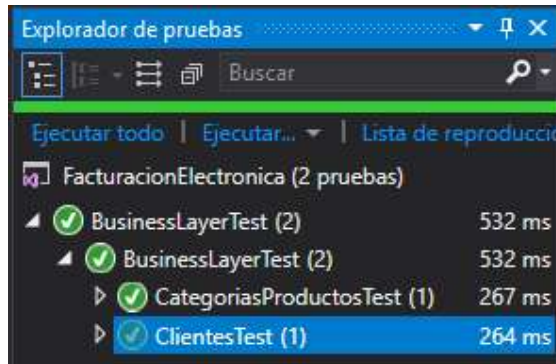 Explorador de pruebas
Buscar
Ejecutar todo | Ejecutar... | Lista de reproducció
FacturacionElectronica (2 pruebas)
BusinessLayerTest (2) 532 ms
BusinessLayerTest (2) 532 ms
CategoriasProductosTest (1) 267 ms
ClientesTest (1) 264 ms